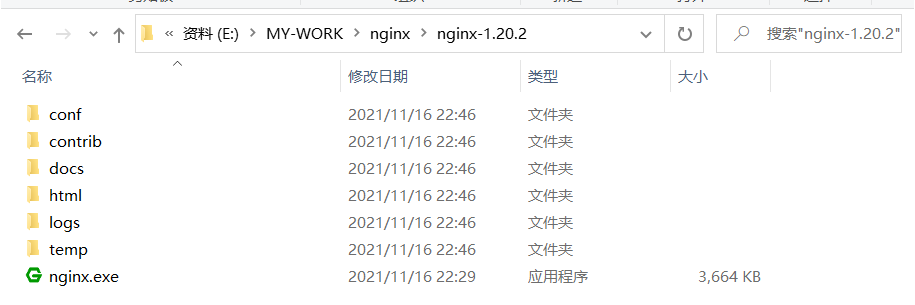 « 资料 (E:) > MY-WORK > nginx > nginx-1.20.2 搜索"nginx-1.20.2"
名称 修改日期 类型 大小
conf 2021/11/16 22:46 文件夹
contrib 2021/11/16 22:46 文件夹
docs 2021/11/16 22:46 文件夹
html 2021/11/16 22:46 文件夹
logs 2021/11/16 22:46 文件夹
temp 2021/11/16 22:46 文件夹
nginx.exe 2021/11/16 22:29 应用程序 3,664 KB